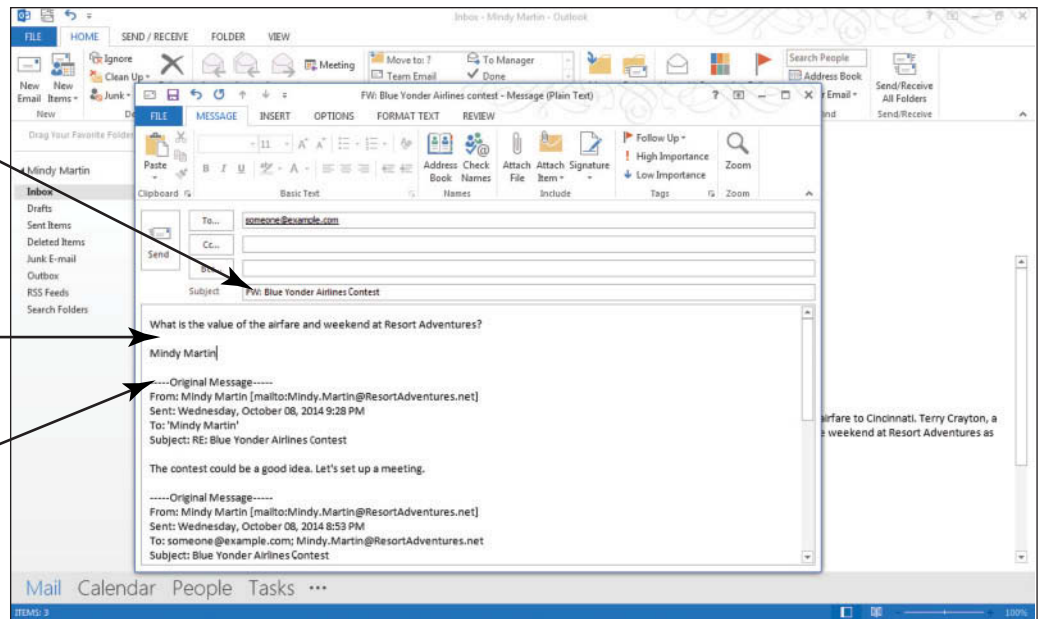 Inbox - Mindy Martin - Outlook
FILE HOME SEND / RECEIVE FOLDER VIEW
Ignore
Clean Up
Junk
New Email
New Items
New
Meeting
Move to: ?
Team Email
To Manager
Done
Search People
Address Book
Email
Send/Receive All Folders
Send/Receive
Drag Your Favorite Folder
Mindy Martin
Inbox
Drafts
Sent Items
Deleted Items
Junk E-mail
Outbox
RSS Feeds
Search Folders
FW: Blue Yonder Airlines contest - Message (Plain Text)
FILE MESSAGE INSERT OPTIONS FORMAT TEXT REVIEW
Paste
Clipboard
11
B I U
Basic Text
Address Book
Check Names
Names
Attach File
Attach Item
Signature
Include
Follow Up
High Importance
Low Importance
Tags
Zoom
Zoom
Send
To... someone@example.com
Cc...
Subject FW: Blue Yonder Airlines Contest
What is the value of the airfare and weekend at Resort Adventures?
Mindy Martin
-----Original Message-----
From: Mindy Martin [mailto:Mindy.Martin@ResortAdventures.net]
Sent: Wednesday, October 08, 2014 9:28 PM
To: 'Mindy Martin'
Subject: RE: Blue Yonder Airlines Contest
The contest could be a good idea. Let's set up a meeting.
-----Original Message-----
From: Mindy Martin [mailto:Mindy.Martin@ResortAdventures.net]
Sent: Wednesday, October 08, 2014 8:53 PM
To: someone@example.com; Mindy.Martin@ResortAdventures.net
Subject: Blue Yonder Airlines Contest
airfare to Cincinnati. Terry Crayton, a
weekend at Resort Adventures as
Mail Calendar People Tasks ...
ITEMS: 3
100%